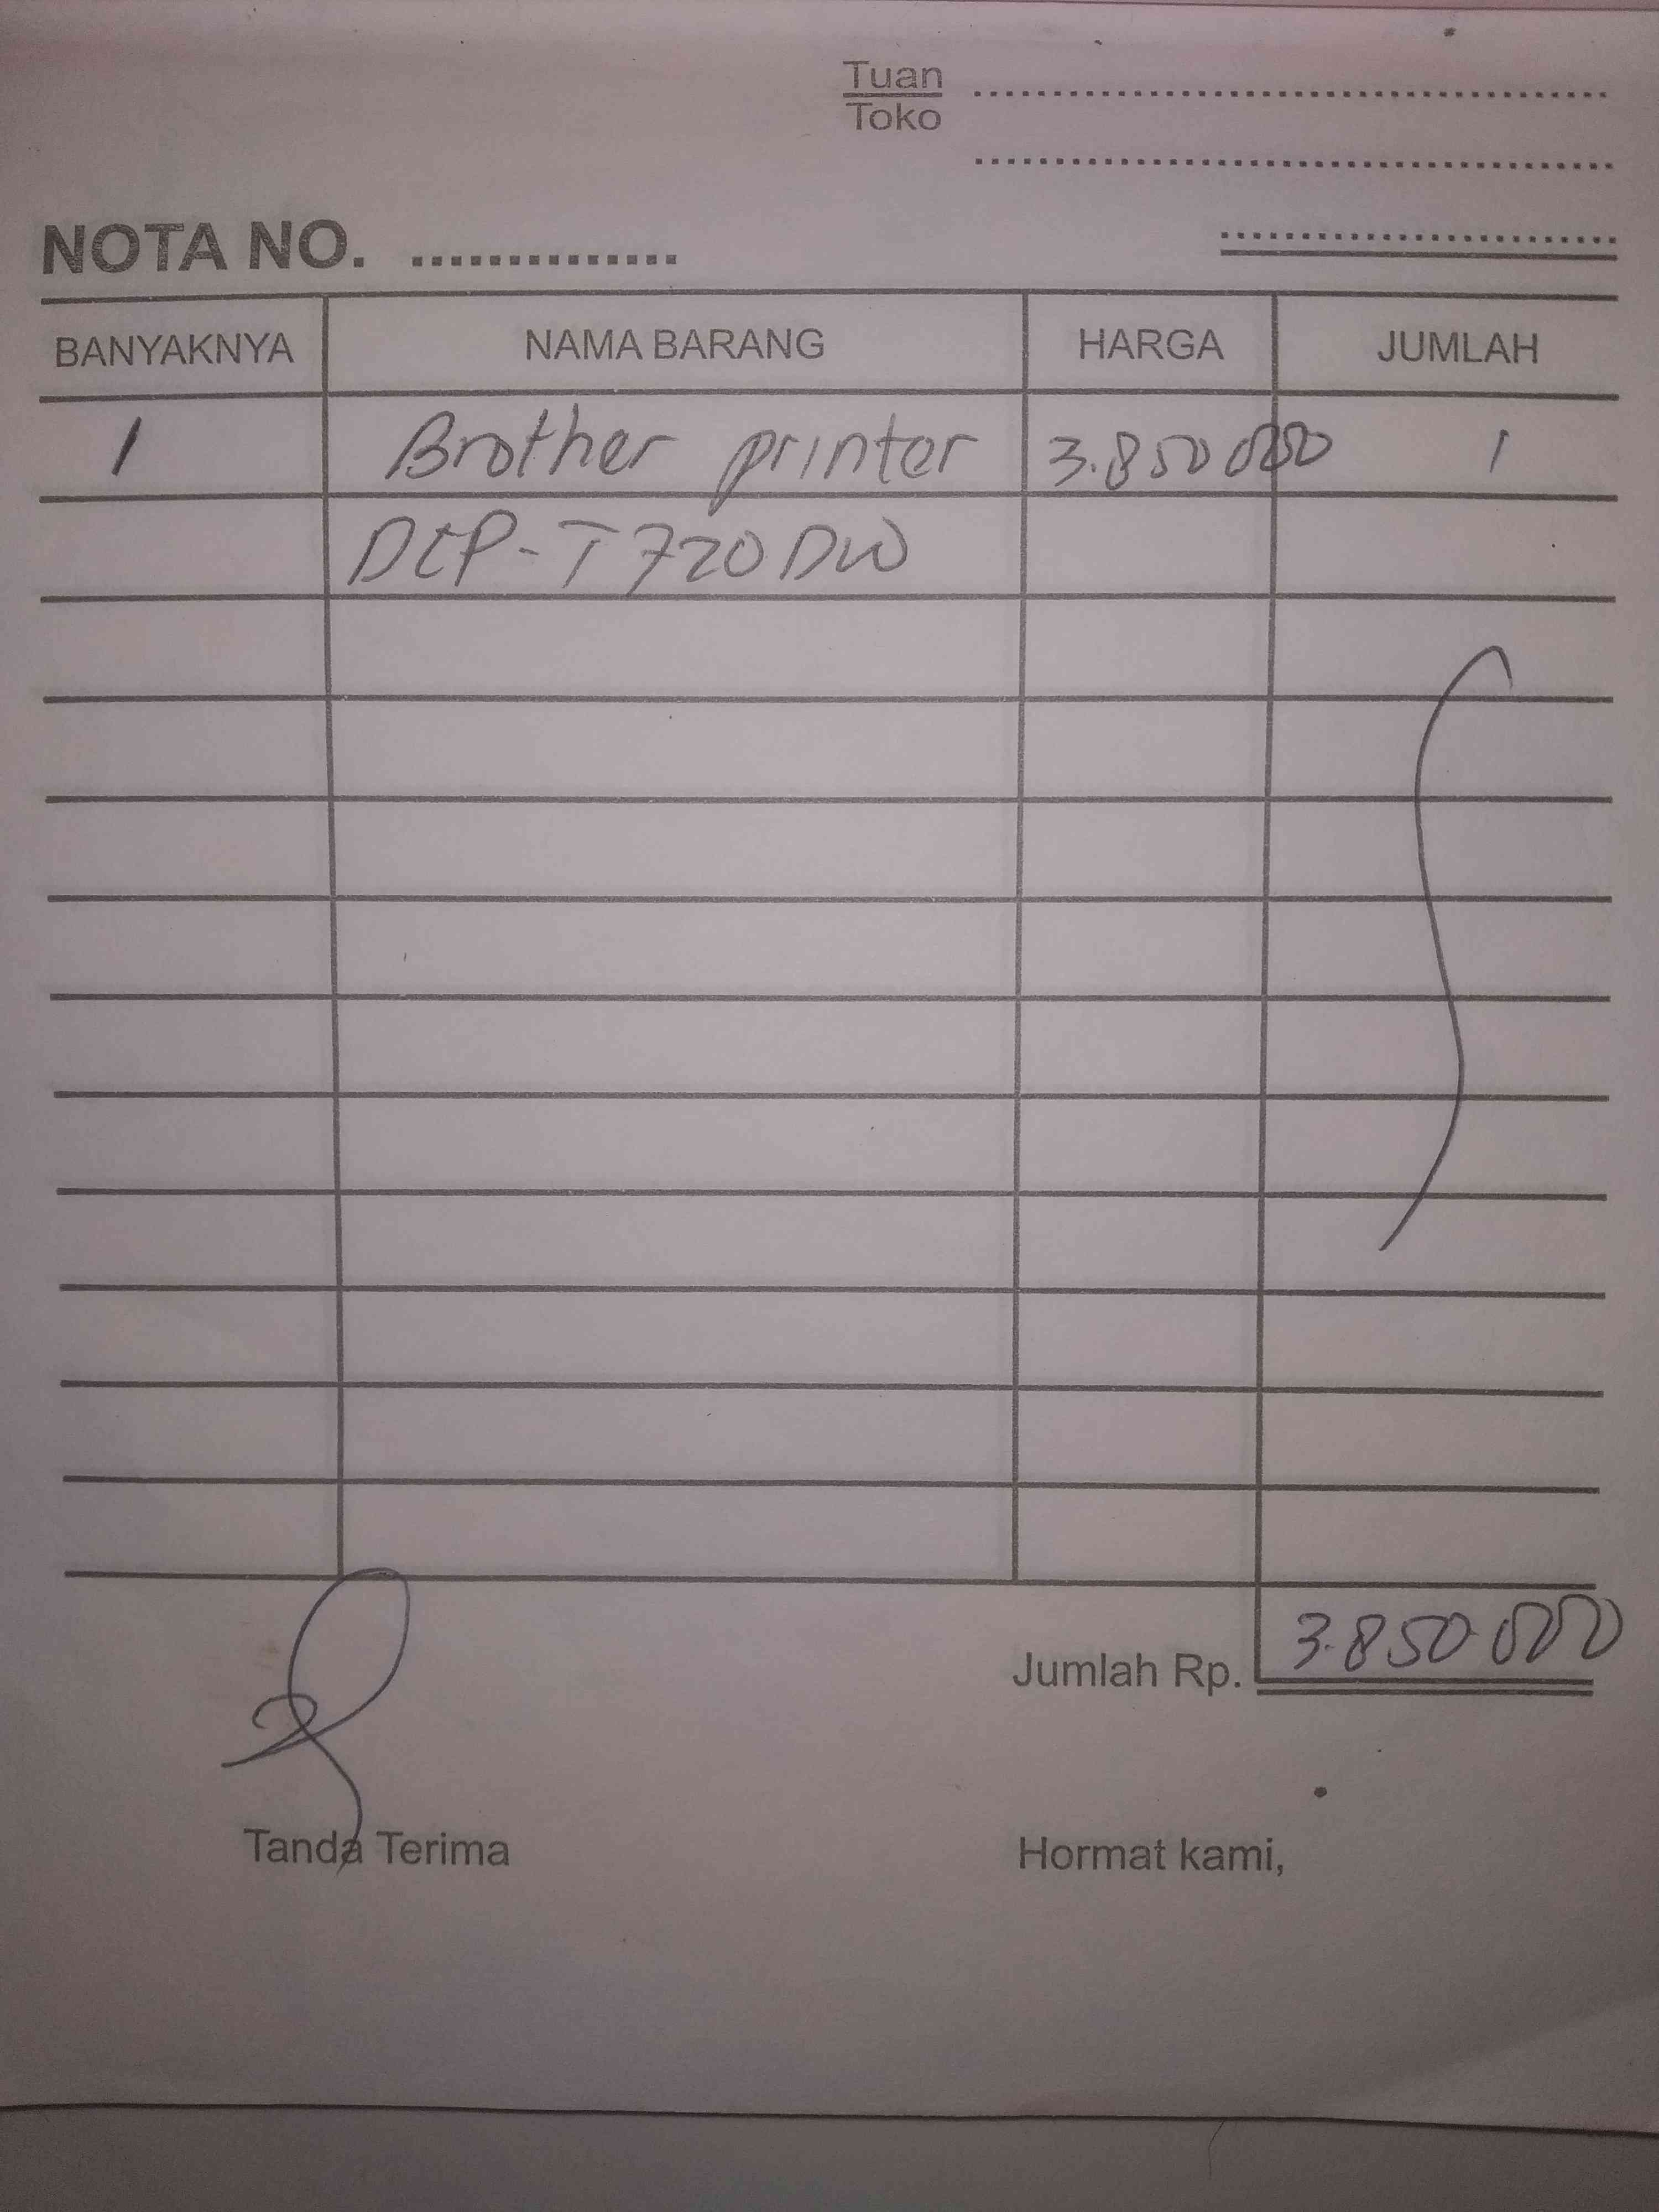 Tuan
Toko
NOTA NO. ..............
BANYAKNYA NAMA BARANG HARGA JUMLAH
1 Brother printer 3.850 000 1
DCP-T720DW
Jumlah Rp. 3.850.000
Tanda Terima Hormat kami,